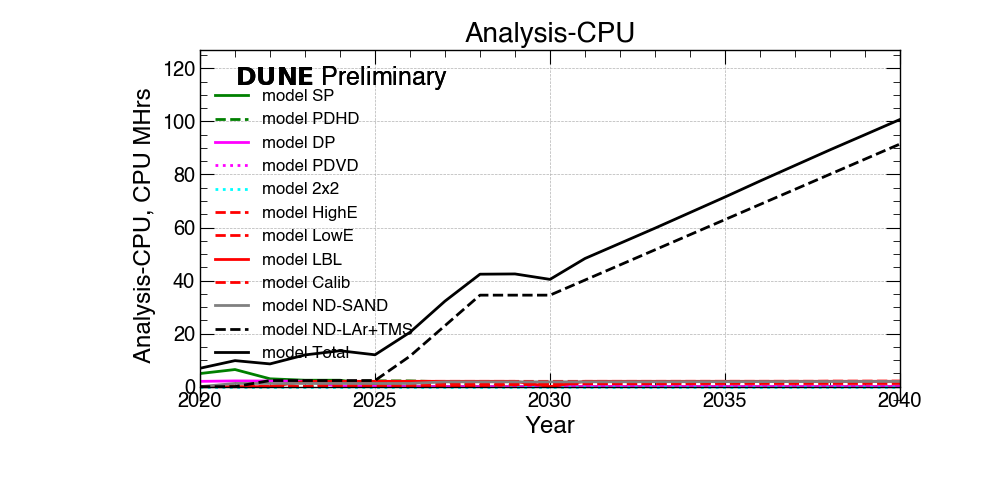 Analysis-CPU
DUNE Preliminary
model SP
model PDHD
model DP
model PDVD
model 2x2
model HighE
model LowE
model LBL
model Calib
model ND-SAND
model ND-LAr+TMS
model Total
Analysis-CPU, CPU MHrs
120
100
80
60
40
20
0
2020 2025 2030 2035 2040
Year